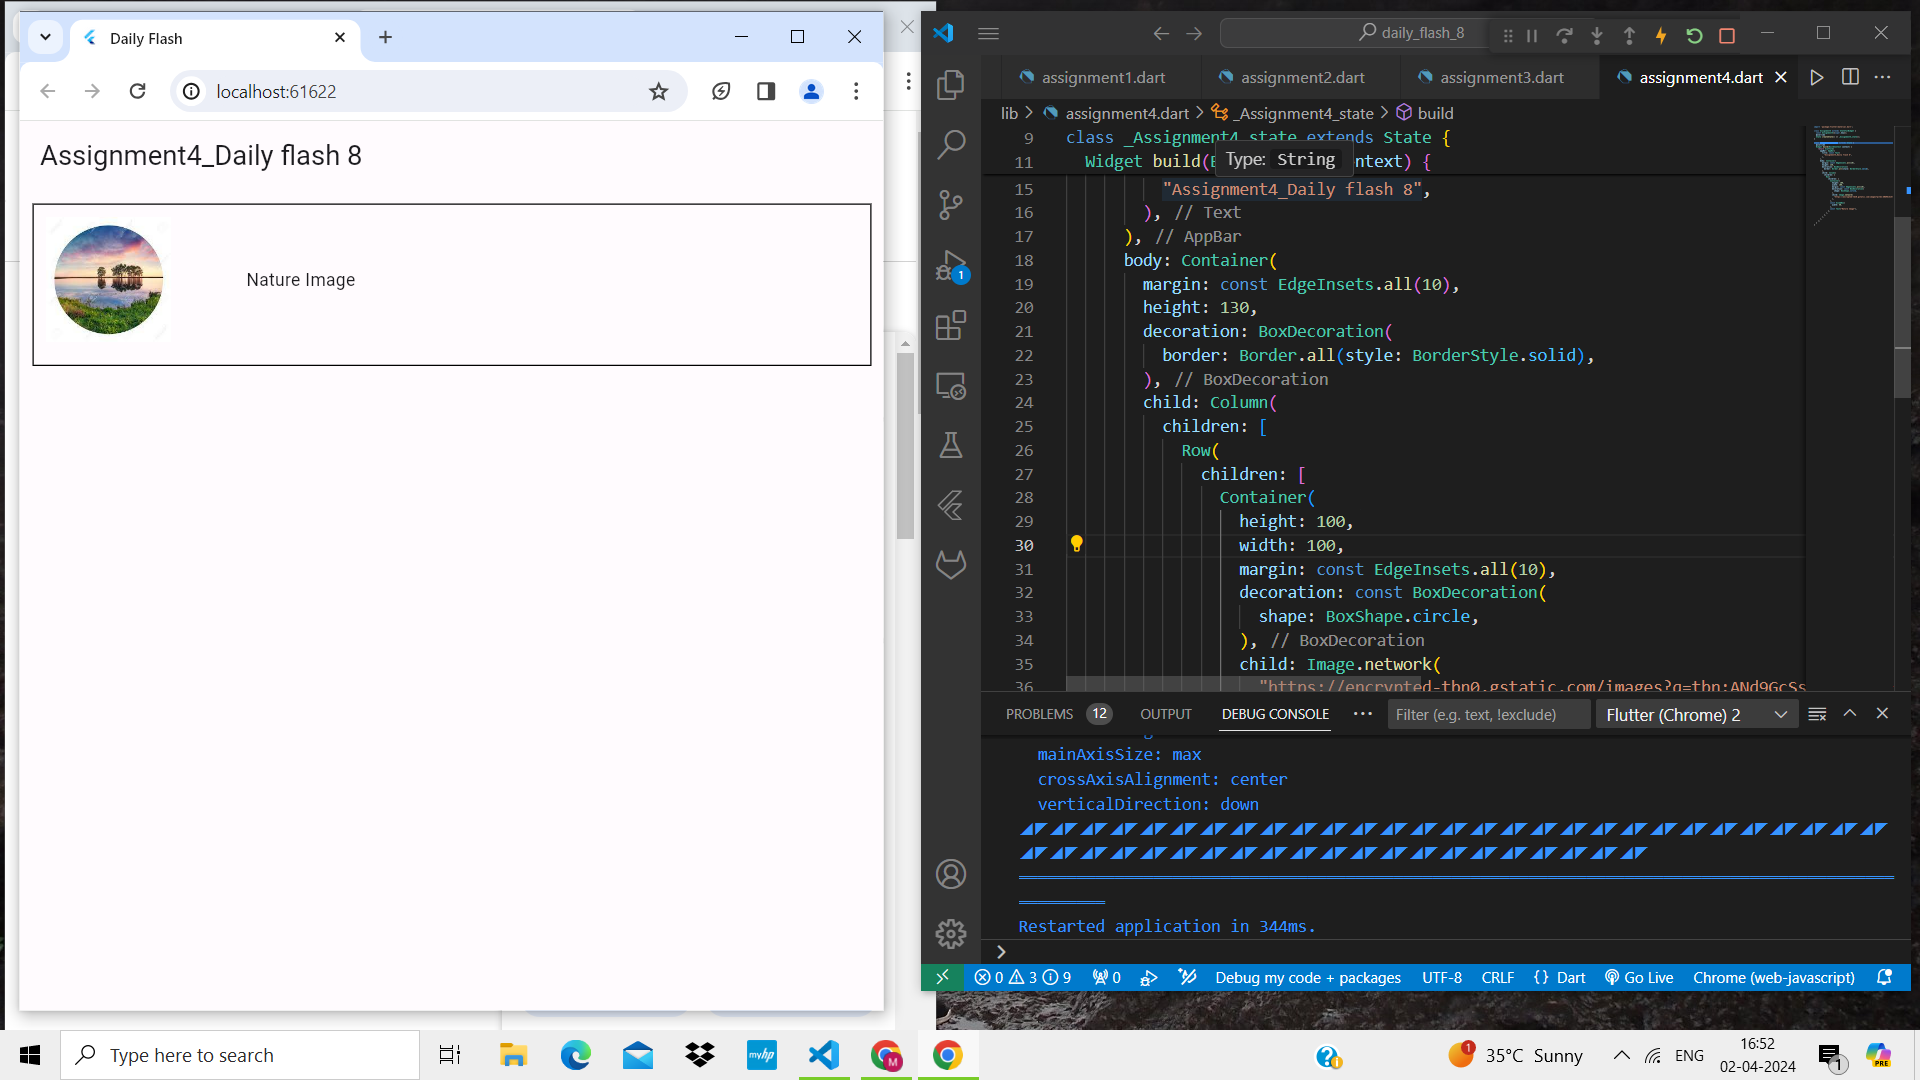 Daily Flash
localhost:61622
Assignment4_Daily flash 8
Nature Image
daily_flash_8
assignment1.dart
assignment2.dart
assignment3.dart
assignment4.dart
lib > assignment4.dart > _Assignment4_state > build
9 class _Assignment4_state extends State {
11 Widget build(B
Type: String
ntext) {
15 "Assignment4_Daily flash 8",
16 ), // Text
17 ), // AppBar
18 body: Container(
19 margin: const EdgeInsets.all(10),
20 height: 130,
21 decoration: BoxDecoration(
22 border: Border.all(style: BorderStyle.solid),
23 ), // BoxDecoration
24 child: Column(
25 children: [
26 Row(
27 children: [
28 Container(
29 height: 100,
30 width: 100,
31 margin: const EdgeInsets.all(10),
32 decoration: const BoxDecoration(
33 shape: BoxShape.circle,
34 ), // BoxDecoration
35 child: Image.network(
36 "https://encrypted-tbn0.gstatic.com/images?q=tbn:ANd9GcSs
PROBLEMS 12 OUTPUT DEBUG CONSOLE ... Filter (e.g. text, !exclude) Flutter (Chrome) 2
mainAxisSize: max
crossAxisAlignment: center
verticalDirection: down
Restarted application in 344ms.
>
0 3 9 0 Debug my code + packages UTF-8 CRLF {} Dart Go Live Chrome (web-javascript)
1
Type here to search
myhp
M
1
35°C Sunny
ENG
16:52
02-04-2024
1
PRE